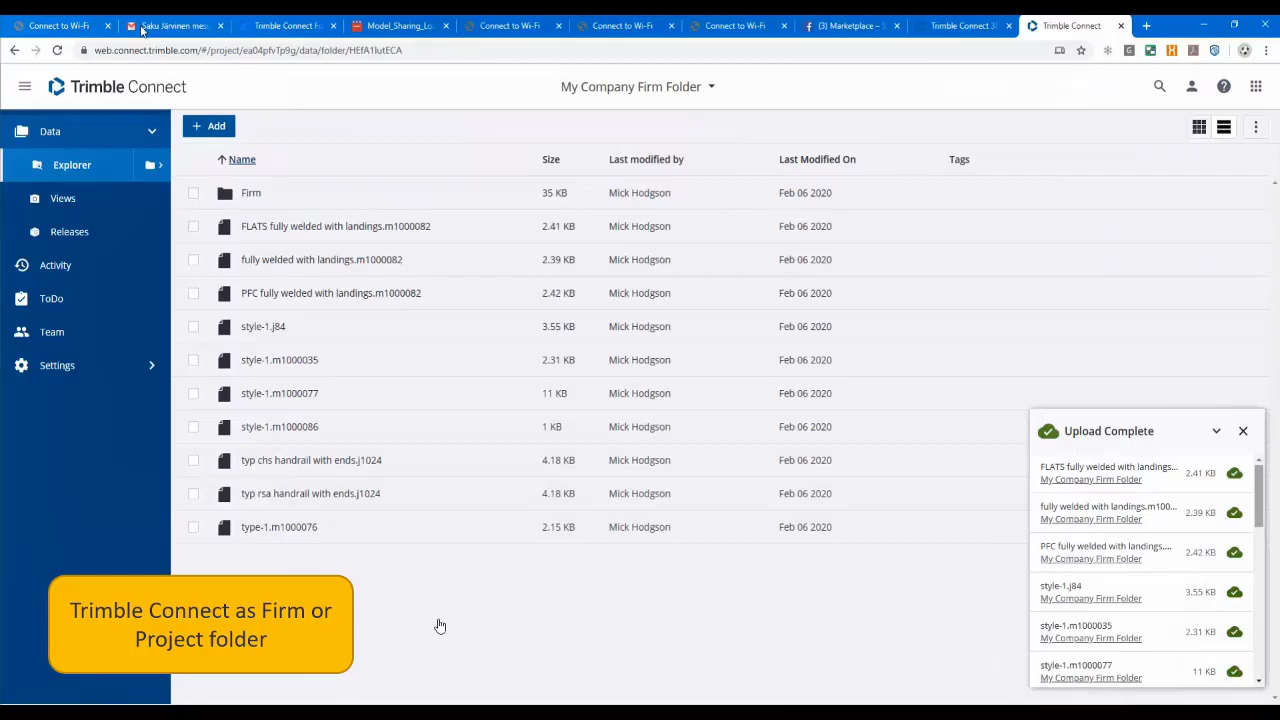 Connect to Wi-Fi
Saku Järvinen mess
Trimble Connect Fo
Model_Sharing_Lo
Connect to Wi-Fi
Connect to Wi-Fi
Connect to Wi-Fi
(3) Marketplace – S
Trimble Connect 3D
Trimble Connect
web.connect.trimble.com/#/project/ea04pfvTp9g/data/folder/HEfA1lutECA
Trimble Connect
My Company Firm Folder
Data
Explorer
Views
Releases
Activity
ToDo
Team
Settings
+ Add
Name Size Last modified by Last Modified On Tags
Firm 35 KB Mick Hodgson Feb 06 2020
FLATS fully welded with landings.m1000082 2.41 KB Mick Hodgson Feb 06 2020
fully welded with landings.m1000082 2.39 KB Mick Hodgson Feb 06 2020
PFC fully welded with landings.m1000082 2.42 KB Mick Hodgson Feb 06 2020
style-1.j84 3.55 KB Mick Hodgson Feb 06 2020
style-1.m1000035 2.31 KB Mick Hodgson Feb 06 2020
style-1.m1000077 11 KB Mick Hodgson Feb 06 2020
style-1.m1000086 1 KB Mick Hodgson Feb 06 2020
typ chs handrail with ends.j1024 4.18 KB Mick Hodgson Feb 06 2020
typ rsa handrail with ends.j1024 4.18 KB Mick Hodgson Feb 06 2020
type-1.m1000076 2.15 KB Mick Hodgson Feb 06 2020
Upload Complete
FLATS fully welded with landings... 2.41 KB
My Company Firm Folder
fully welded with landings.m100... 2.39 KB
My Company Firm Folder
PFC fully welded with landings.... 2.42 KB
My Company Firm Folder
style-1.j84 3.55 KB
My Company Firm Folder
style-1.m1000035 2.31 KB
My Company Firm Folder
style-1.m1000077 11 KB
My Company Firm Folder
Trimble Connect as Firm or
Project folder